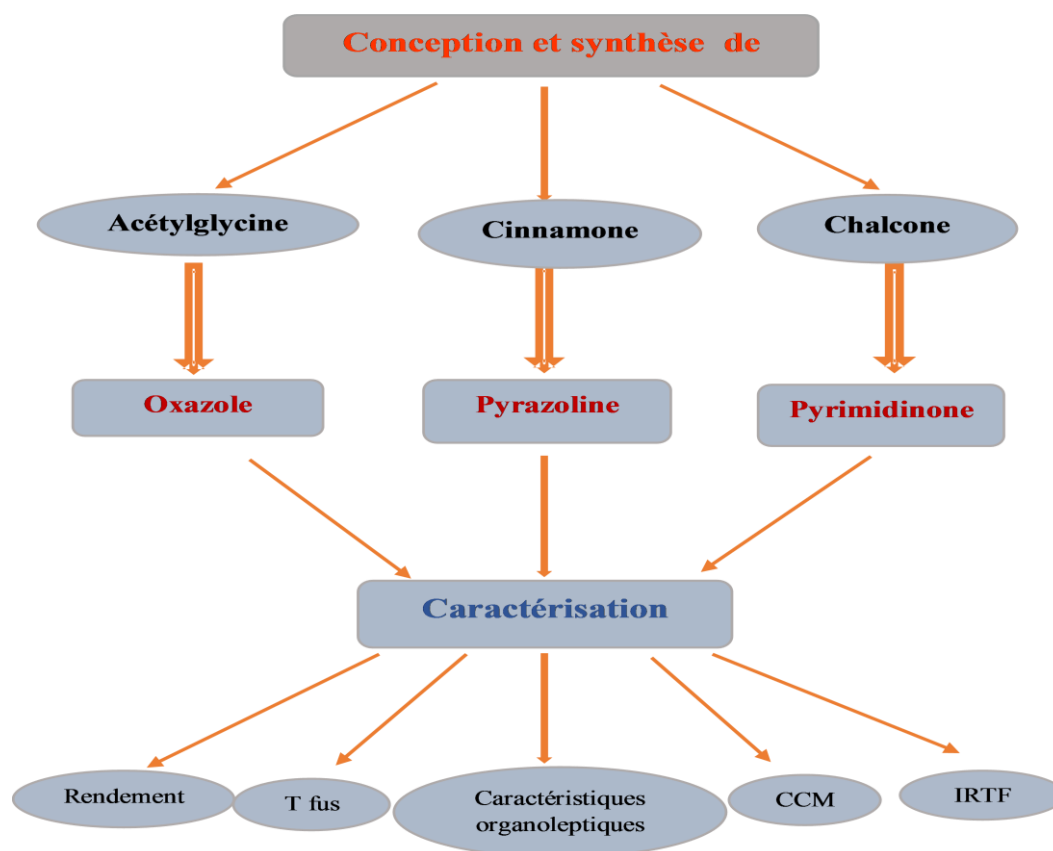 Conception et synthèse de
Acétylglycine
Cinnamone
Chalcone
Oxazole
Pyrazoline
Pyrimidinone
Caractérisation
Rendement
T fus
Caractéristiques
organoleptiques
CCM
IRTF